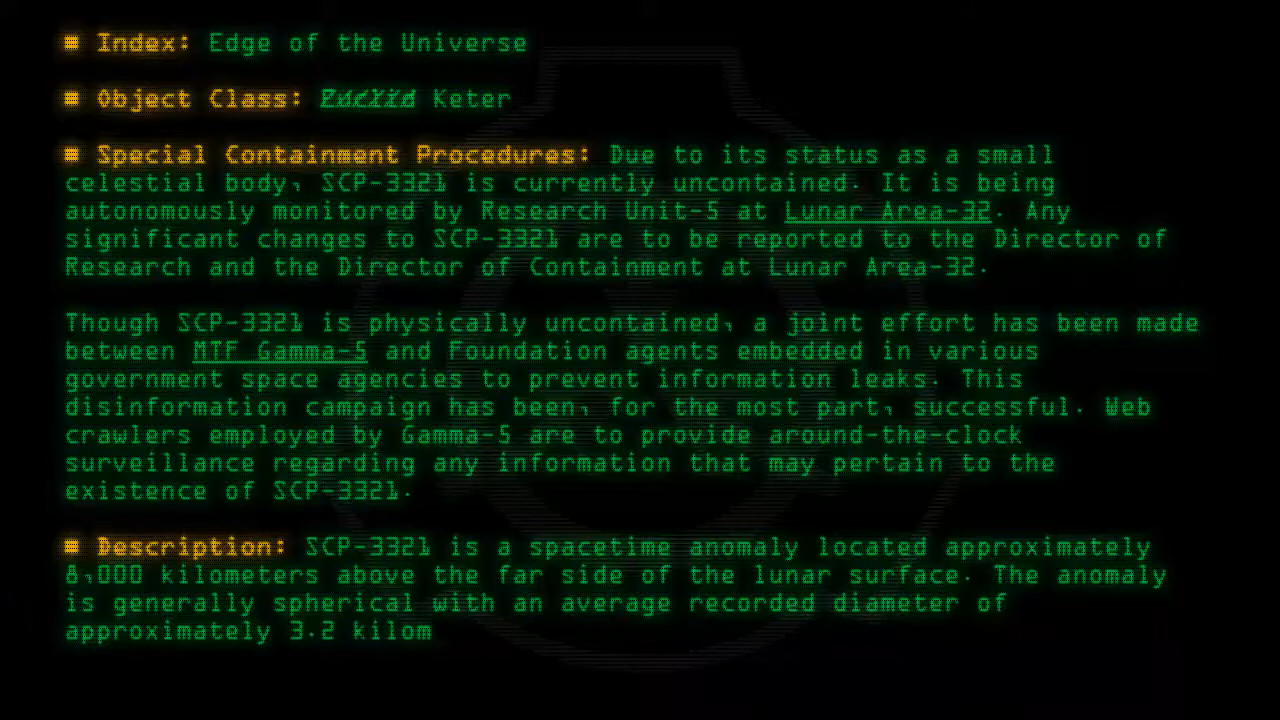 ■ Index: Edge of the Universe
■ Object Class: Euclid Keter
■ Special Containment Procedures: Due to its status as a small
celestial body, SCP-3321 is currently uncontained. It is being
autonomously monitored by Research Unit-5 at Lunar Area-32. Any
significant changes to SCP-3321 are to be reported to the Director of
Research and the Director of Containment at Lunar Area-32.
Though SCP-3321 is physically uncontained, a joint effort has been made
between MTF Gamma-5 and Foundation agents embedded in various
government space agencies to prevent information leaks. This
disinformation campaign has been, for the most part, successful. Web
crawlers employed by Gamma-5 are to provide around-the-clock
surveillance regarding any information that may pertain to the
existence of SCP-3321.
■ Description: SCP-3321 is a spacetime anomaly located approximately
8,000 kilometers above the far side of the lunar surface. The anomaly
is generally spherical with an average recorded diameter of
approximately 3.2 kilom